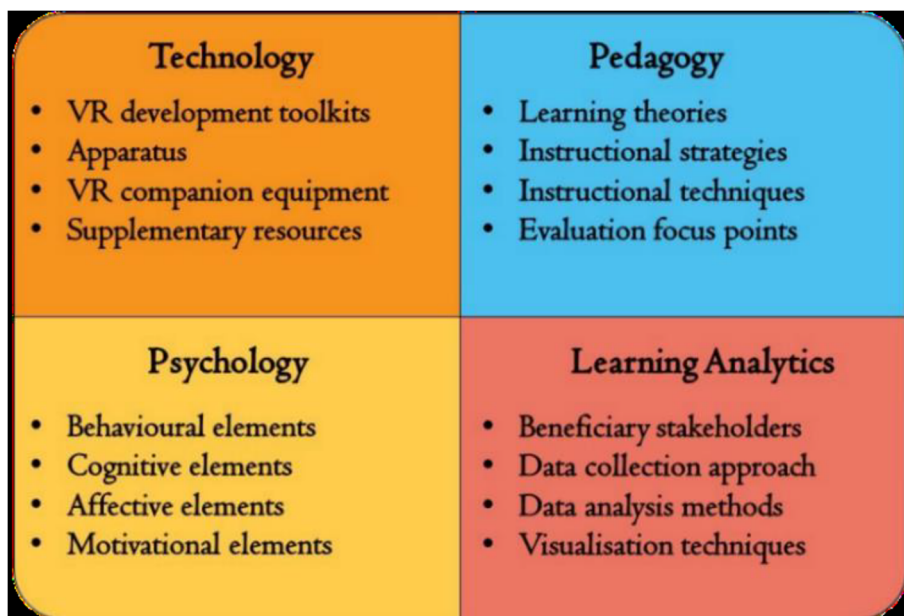 Technology
• VR development toolkits
• Apparatus
• VR companion equipment
• Supplementary resources
Pedagogy
• Learning theories
• Instructional strategies
• Instructional techniques
• Evaluation focus points
Psychology
• Behavioural elements
• Cognitive elements
• Affective elements
• Motivational elements
Learning Analytics
• Beneficiary stakeholders
• Data collection approach
• Data analysis methods
• Visualisation techniques